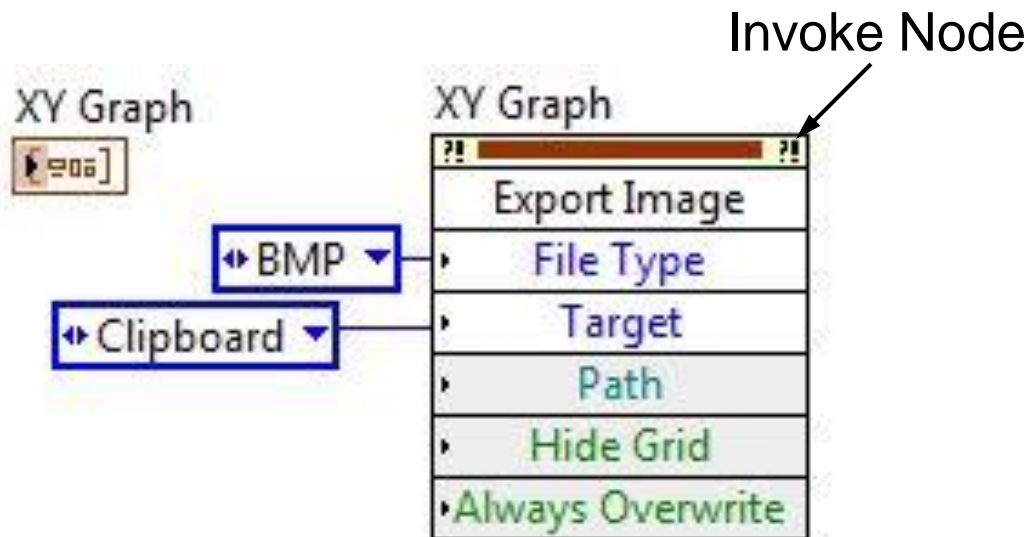 Invoke Node
XY Graph
XY Graph
Export Image
BMP
File Type
Clipboard
Target
Path
Hide Grid
Always Overwrite